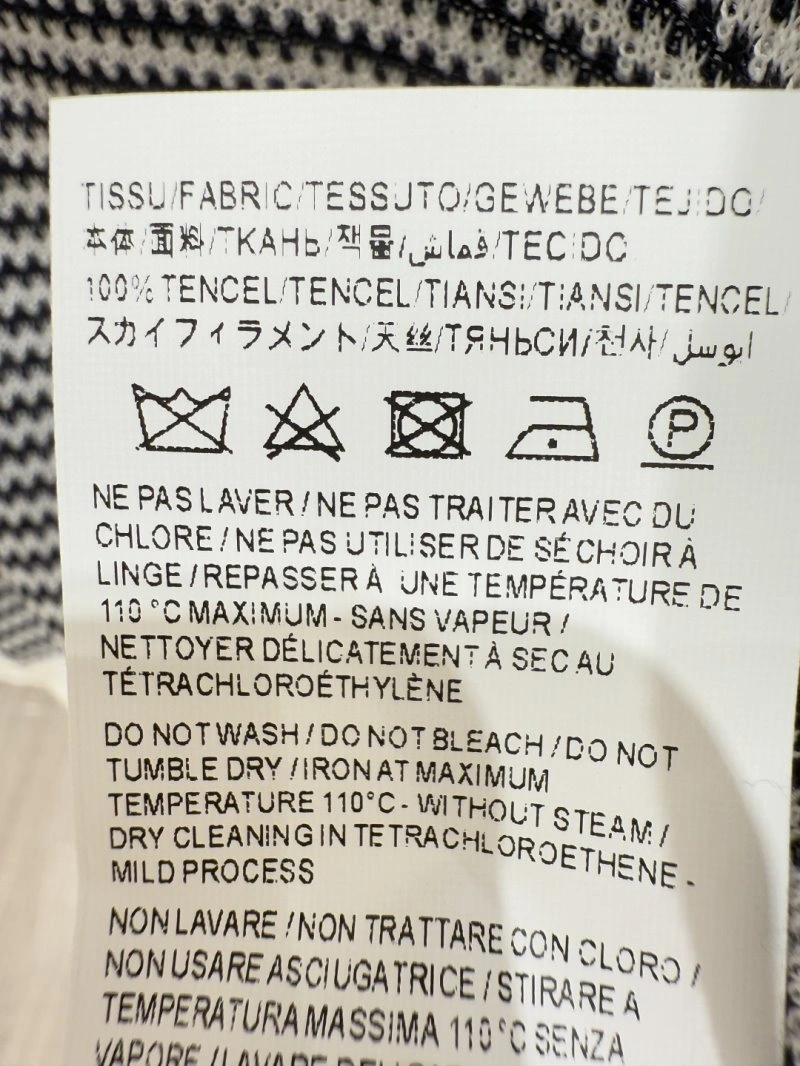 TISSU/FABRIC/TESSUTO/GEWEBE/TEJIDO/
本体/面料/ТКАНЬ/잭물/قماش/TECIDO
100% TENCEL/TENCEL/TIANSI/TIANSI/TENCEL/
スカイフィラメント/天丝/ТЯНЬСИ/천사/ابوسل
P
NE PAS LAVER / NE PAS TRAITER AVEC DU
CHLORE / NE PAS UTILISER DE SÉCHOIR À
LINGE / REPASSER À UNE TEMPÉRATURE DE
110 °C MAXIMUM - SANS VAPEUR /
NETTOYER DÉLICATEMENT À SEC AU
TÉTRACHLOROÉTHYLÈNE
DO NOT WASH / DO NOT BLEACH / DO NOT
TUMBLE DRY / IRON AT MAXIMUM
TEMPERATURE 110°C - WITHOUT STEAM /
DRY CLEANING IN TETRACHLOROETHENE -
MILD PROCESS
NON LAVARE / NON TRATTARE CON CLORO /
NON USARE ASCIUGATRICE / STIRARE A
TEMPERATURA MASSIMA 110 °C SENZA
VAPORE / LAVARE